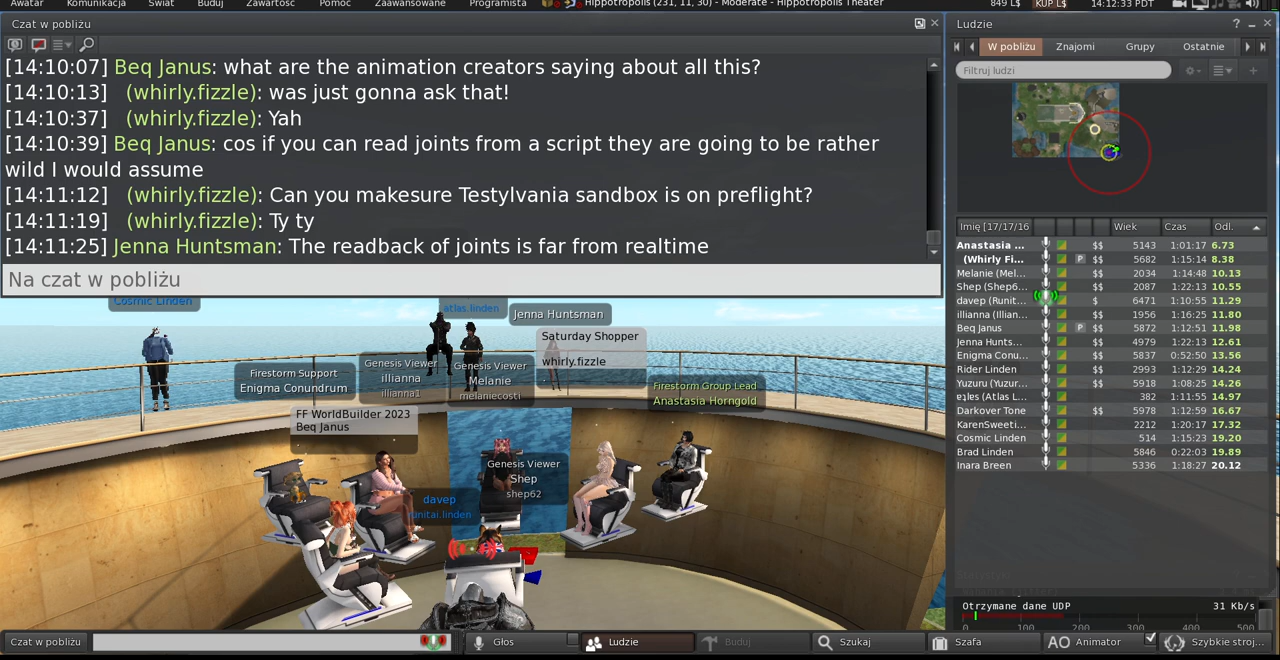 Awatar Komunikacja Świat Buduj Zawartość Pomoc Zaawansowane Programista Hippotropolis (231, 11, 30) - Moderate - Hippotropolis Theater 849 L$ KUP L$ 14:12:33 PDT
Czat w pobliżu
[14:10:07] Beq Janus: what are the animation creators saying about all this?
[14:10:13] (whirly.fizzle): was just gonna ask that!
[14:10:37] (whirly.fizzle): Yah
[14:10:39] Beq Janus: cos if you can read joints from a script they are going to be rather
wild I would assume
[14:11:12] (whirly.fizzle): Can you makesure Testylvania sandbox is on preflight?
[14:11:19] (whirly.fizzle): Ty ty
[14:11:25] Jenna Huntsman: The readback of joints is far from realtime
Na czat w pobliżu
Cosmic Linden
atlas.linden
Jenna Huntsman
Saturday Shopper
whirly.fizzle
Firestorm Support
Enigma Conundrum
Genesis Viewer
illianna
illianna1
Genesis Viewer
Melanie
melaniecosti
Firestorm Group Lead
Anastasia Horngold
FF WorldBuilder 2023
Beq Janus
Genesis Viewer
Shep
shep62
davep
runitai.linden
Ludzie
W pobliżu Znajomi Grupy Ostatnie
Filtruj ludzi
Imię [17/17/16 Wiek Czas Odl.
Anastasia ... $$ 5143 1:01:17 6.73
(Whirly Fi... P $$ 5682 1:15:14 8.38
Melanie (Mel... $$ 2034 1:14:48 10.13
Shep (Shep6... $$ 2087 1:22:13 10.55
davep (Runit... $ 6471 1:10:55 11.29
illianna (Illian... $$ 1956 1:16:25 11.80
Beq Janus P $$ 5872 1:12:51 11.98
Jenna Hunts... $$ 4979 1:22:13 12.61
Enigma Conu... $$ 5837 0:52:50 13.56
Rider Linden $$ 2993 1:12:29 14.24
Yuzuru (Yuzur... $$ 5918 1:08:25 14.26
(Atlas L... 382 1:11:55 14.97
Darkover Tone $$ 5978 1:12:59 16.67
KarenSweeti... 2212 1:20:17 17.32
Cosmic Linden 514 1:15:23 19.20
Brad Linden 5846 0:22:03 19.89
Inara Breen 5336 1:18:27 20.12
Otrzymane dane UDP 31 Kb/s
0 100 200 300 400 500
Czat w pobliżu Głos Ludzie Buduj Szukaj Szafa AO Animator Szybkie stroj...